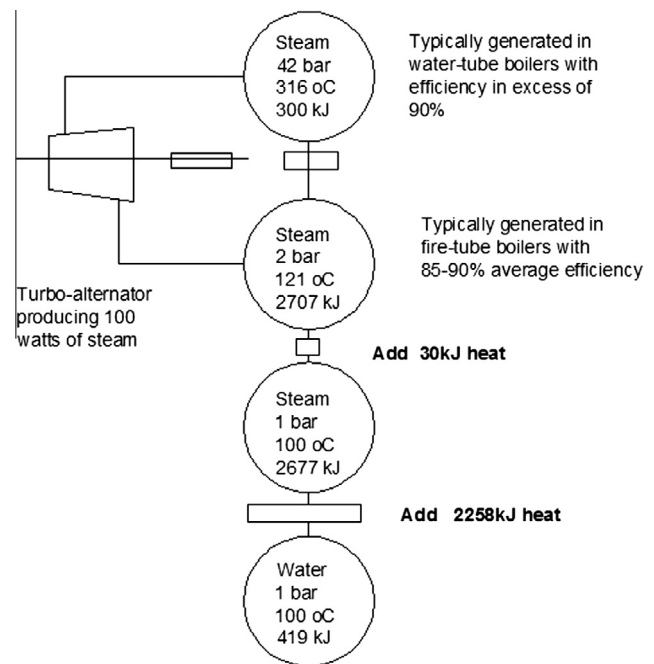 Steam
42 bar
316 oC
300 kJ
Typically generated in
water-tube boilers with
efficiency in excess of
90%
Steam
2 bar
121 oC
2707 kJ
Typically generated in
fire-tube boilers with
85-90% average efficiency
Turbo-alternator
producing 100
watts of steam
Add 30kJ heat
Steam
1 bar
100 oC
2677 kJ
Add 2258kJ heat
Water
1 bar
100 oC
419 kJ